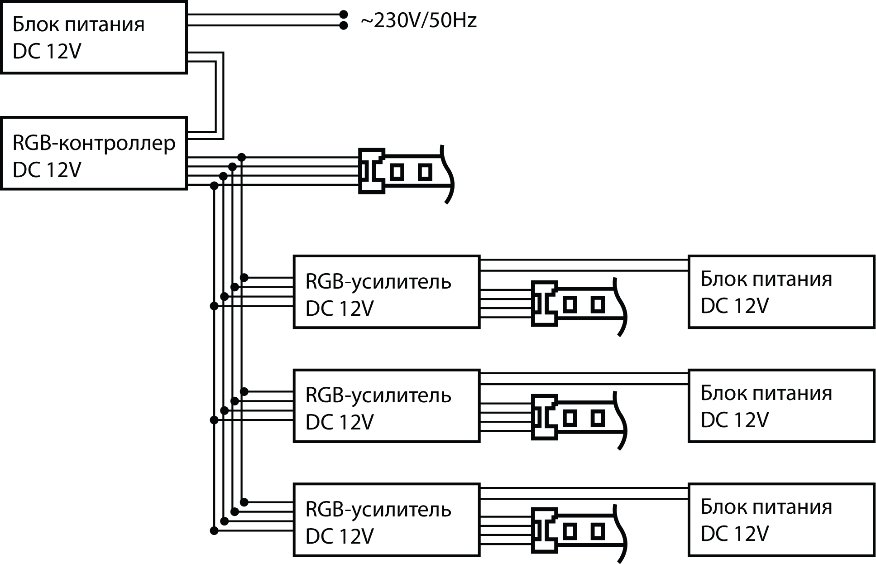 Блок питания
DC 12V
~230V/50Hz
RGB-контроллер
DC 12V
RGB-усилитель
DC 12V
Блок питания
DC 12V
RGB-усилитель
DC 12V
Блок питания
DC 12V
RGB-усилитель
DC 12V
Блок питания
DC 12V